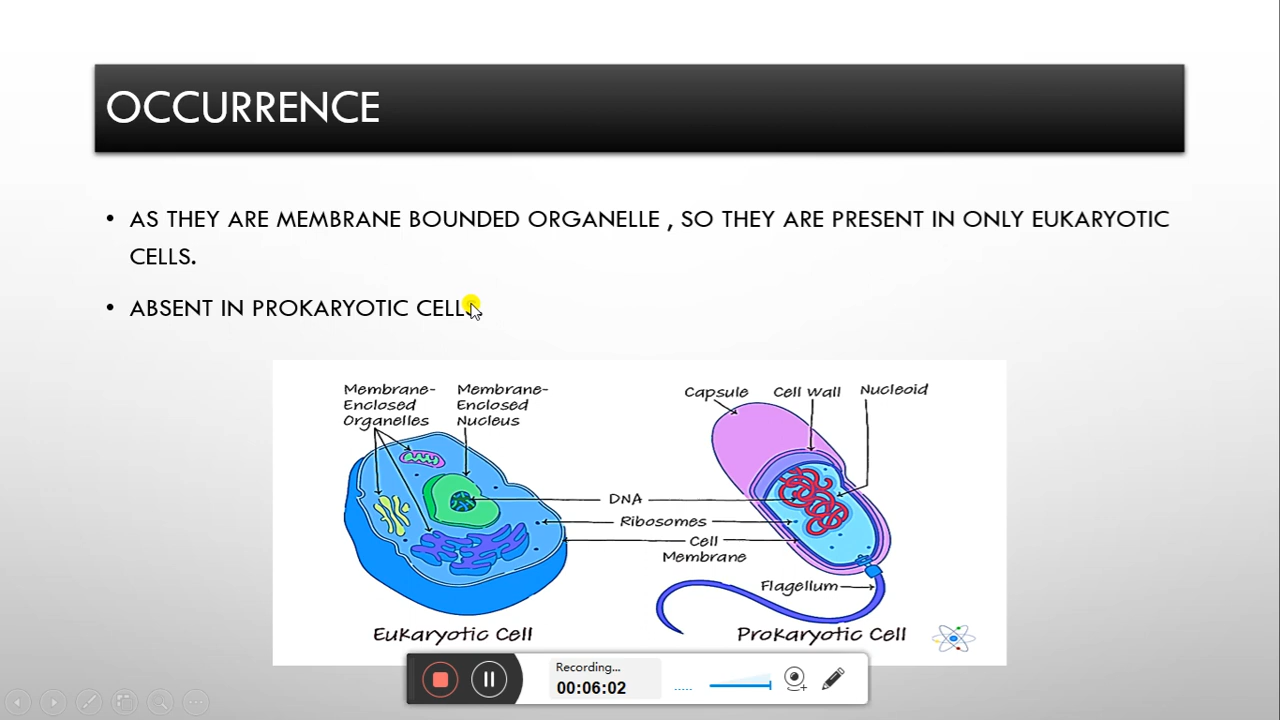 OCCURRENCE
• AS THEY ARE MEMBRANE BOUNDED ORGANELLE , SO THEY ARE PRESENT IN ONLY EUKARYOTIC
CELLS.
• ABSENT IN PROKARYOTIC CELLS.
Membrane-
Enclosed
Organelles
Membrane-
Enclosed
Nucleus
Capsule
Cell Wall
Nucleoid
DNA
Ribosomes
Cell
Membrane
Flagellum
Eukaryotic Cell
Prokaryotic Cell
Recording...
00:06:02